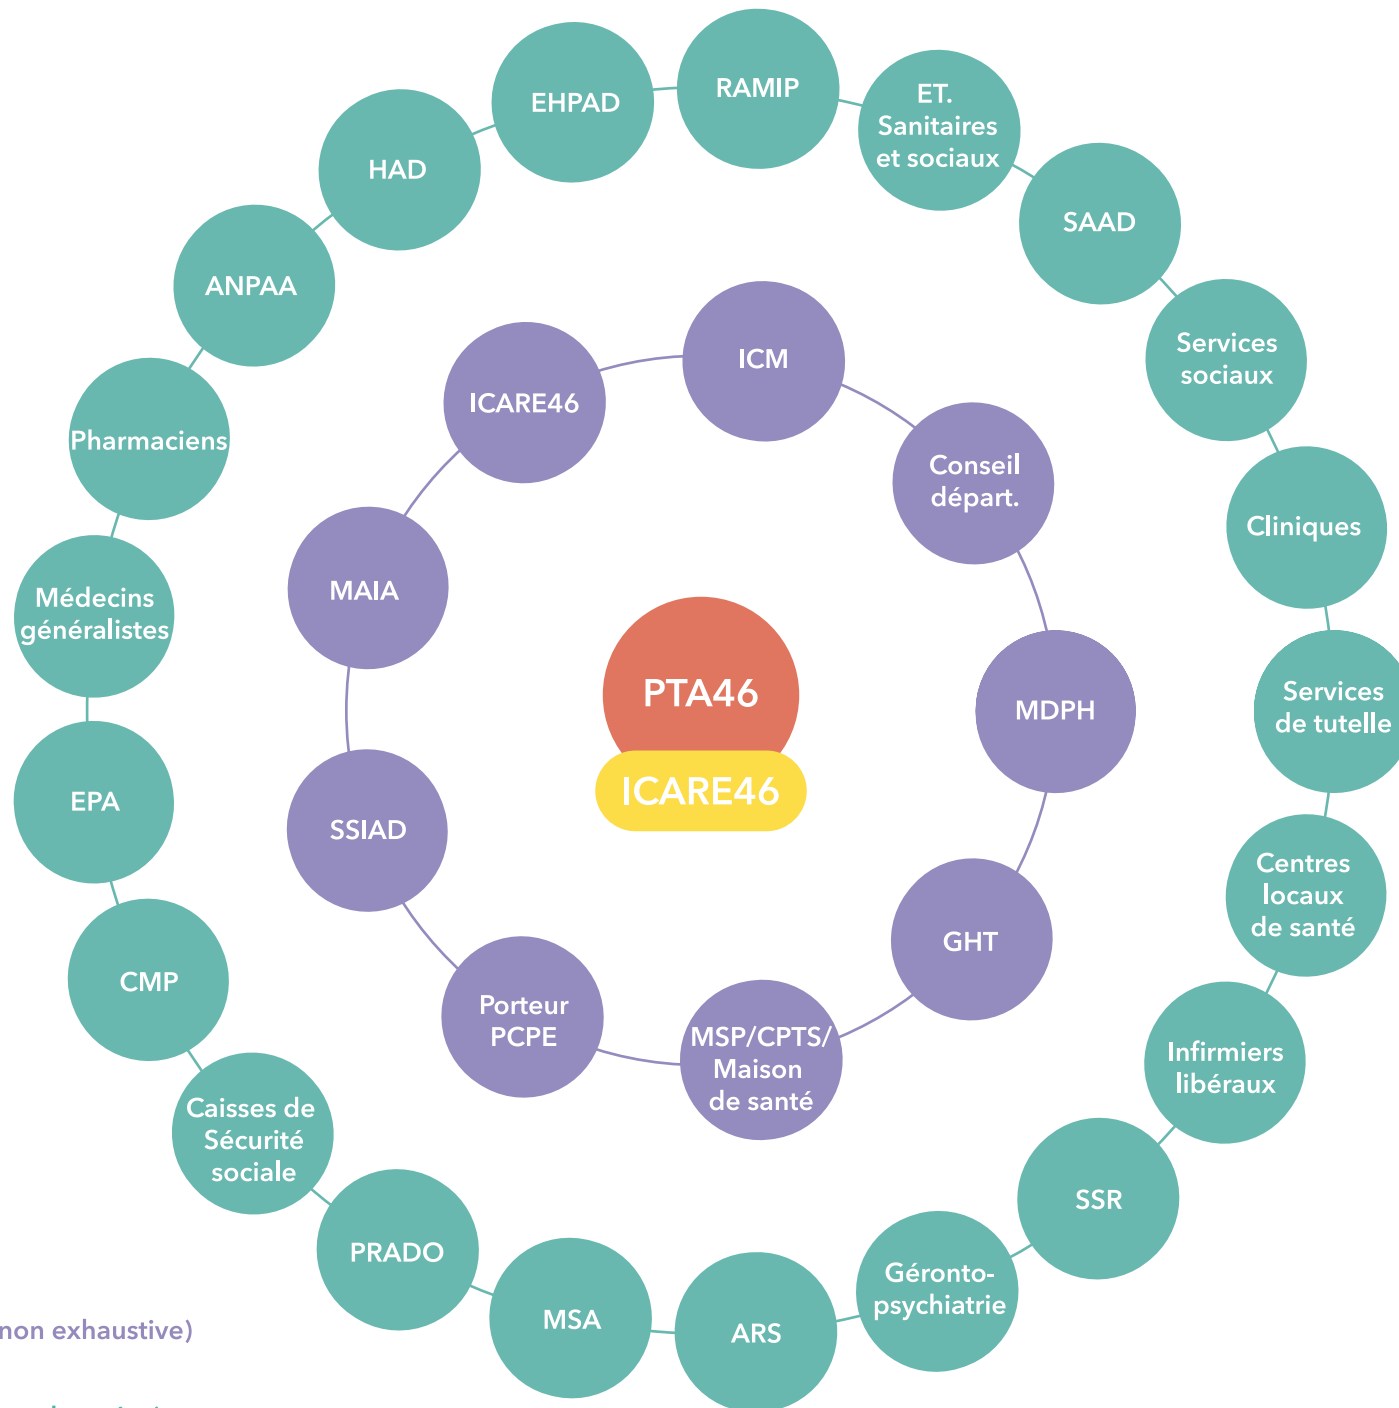 RAMIP
ET.
Sanitaires
et sociaux
SAAD
Services
sociaux
Cliniques
Services
de tutelle
Centres
locaux
de santé
Infirmiers
libéraux
SSR
Géronto-
psychiatrie
ARS
MSA
PRADO
Caisses de
Sécurité
sociale
CMP
EPA
Médecins
généralistes
Pharmaciens
ANPAA
HAD
EHPAD
ICM
Conseil
départ.
MDPH
GHT
MSP/CPTS/
Maison
de santé
Porteur
PCPE
SSIAD
MAIA
ICARE46
PTA46
ICARE46
non exhaustive)